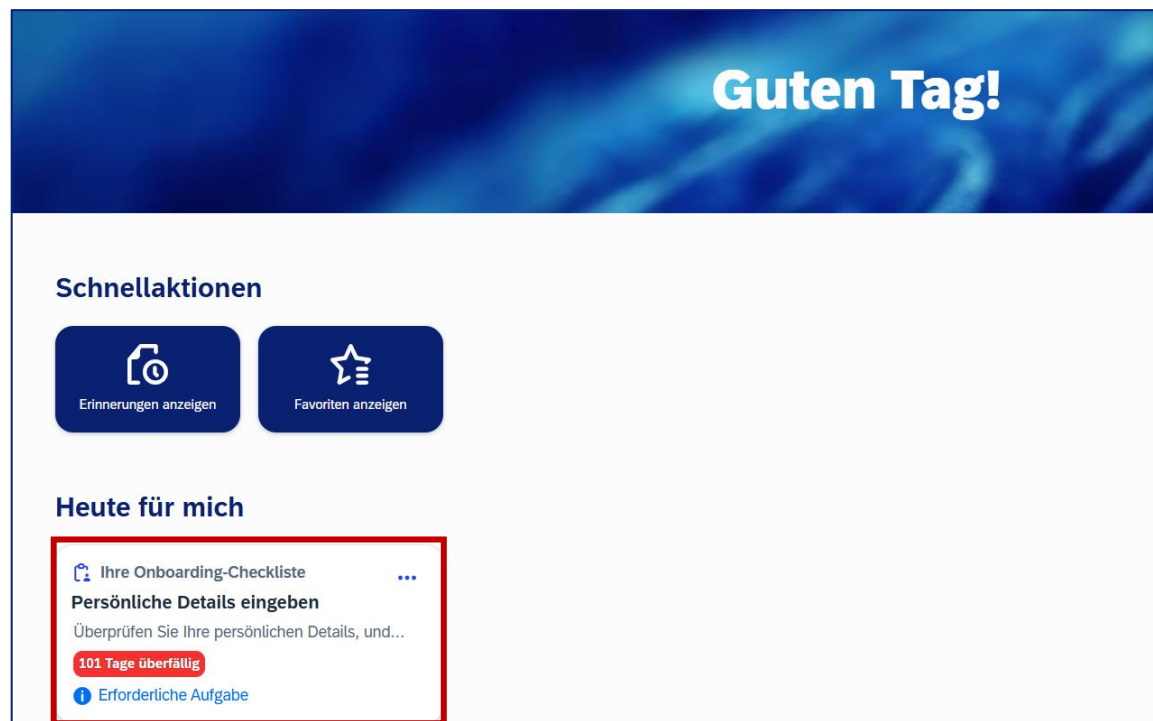 Guten Tag!
Schnellaktionen
Erinnerungen anzeigen
Favoriten anzeigen
Heute für mich
Ihre Onboarding-Checkliste
Persönliche Details eingeben
Überprüfen Sie Ihre persönlichen Details, und...
101 Tage überfällig
Erforderliche Aufgabe